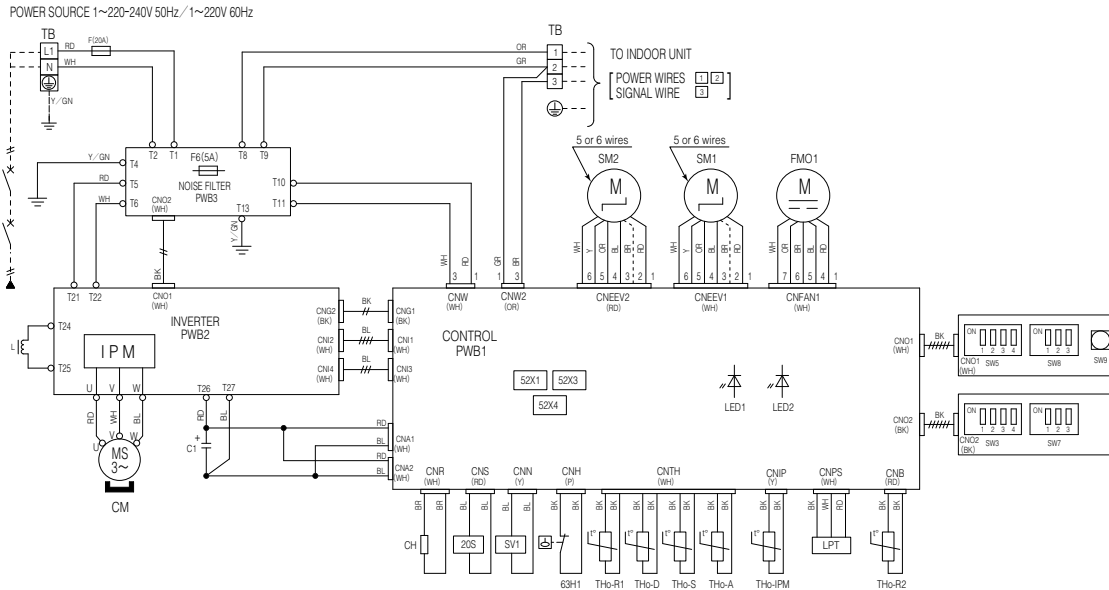 POWER SOURCE 1~220-240V 50Hz/1~220V 60Hz
TB
L1
RD
F(20A)
N
WH
Y/GN
TB
OR
1
GR
2
3
TO INDOOR UNIT
POWER WIRES 1 2
SIGNAL WIRE 3
Y/GN
T4
T2
T1
T8
T9
F6(5A)
NOISE FILTER
PWB3
RD
T5
WH
T6
CNO2
(WH)
T13
Y/GN
T10
T11
BK
5 or 6 wires
SM2
M
5 or 6 wires
SM1
M
FMO1
M
WH
RD
GR
BR
WH
Y
OR
BL
BR
RD
WH
Y
OR
BL
BR
RD
WH
OR
BR
BL
RD
3
1
1
3
6
5
4
3
2
1
6
5
4
3
2
1
7
6
5
4
1
CNW
(WH)
CNW2
(OR)
CNEEV2
(RD)
CNEEV1
(WH)
CNFAN1
(WH)
T21
T22
CNO1
(WH)
INVERTER
PWB2
CNG2
(BK)
BK
CNG1
(BK)
CNI2
(WH)
BL
CNI1
(WH)
CNI4
(WH)
BL
CNI3
(WH)
L
T24
T25
IPM
U
V
W
T26
T27
RD
WH
BL
RD
BL
U
V
W
MS
3~
CM
+
C1
CONTROL
PWB1
52X1
52X3
52X4
LED1
LED2
RD
CNA1
(WH)
BL
RD
CNA2
(WH)
BL
CNO1
(WH)
BK
CNO1
(WH)
ON
1 2 3 4
SW5
ON
1 2 3
SW8
SW9
CNO2
(BK)
BK
CNO2
(BK)
ON
1 2 3 4
SW3
ON
1 2 3
SW7
CNR
(WH)
CNS
(RD)
CNN
(Y)
CNH
(P)
CNTH
(WH)
CNIP
(Y)
CNPS
(WH)
CNB
(RD)
BR
BR
BL
BL
BL
BL
BK
BK
BK
BK
BK
BK
BK
BK
BK
BK
BK
BK
BK
WH
RD
BK
BK
CH
20S
SV1
t°
t°
t°
t°
t°
LPT
t°
63H1
THo-R1
THo-D
THo-S
THo-A
THo-IPM
THo-R2